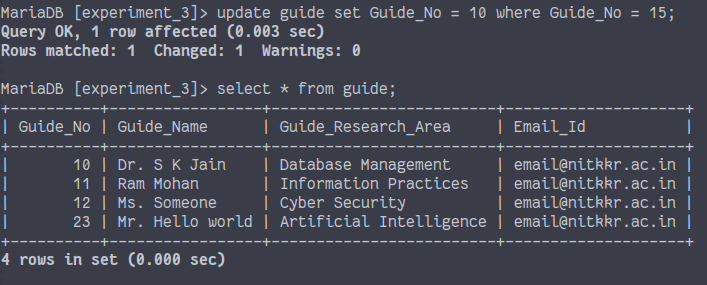 MariaDB [experiment_3]> update guide set Guide_No = 10 where Guide_No = 15;
Query OK, 1 row affected (0.003 sec)
Rows matched: 1  Changed: 1  Warnings: 0

MariaDB [experiment_3]> select * from guide;
+----------+-----------------+-------------------------+--------------------+
| Guide_No | Guide_Name      | Guide_Research_Area     | Email_Id           |
+----------+-----------------+-------------------------+--------------------+
|       10 | Dr. S K Jain    | Database Management     | email@nitkkr.ac.in |
|       11 | Ram Mohan       | Information Practices   | email@nitkkr.ac.in |
|       12 | Ms. Someone     | Cyber Security          | email@nitkkr.ac.in |
|       23 | Mr. Hello world | Artificial Intelligence | email@nitkkr.ac.in |
+----------+-----------------+-------------------------+--------------------+
4 rows in set (0.000 sec)